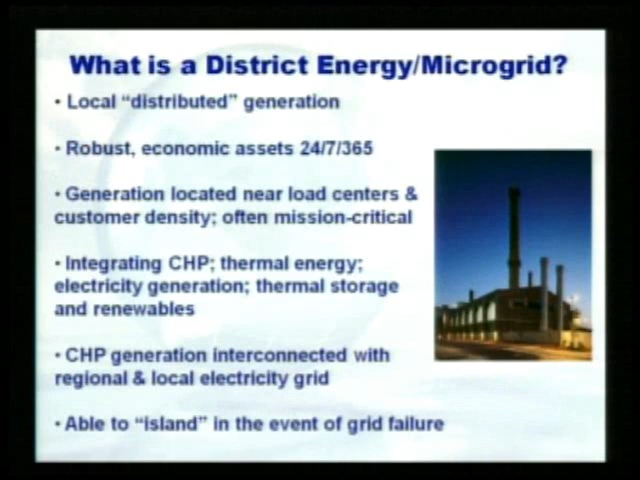 What is a District Energy/Microgrid?
• Local “distributed” generation
• Robust, economic assets 24/7/365
• Generation located near load centers &
customer density; often mission-critical
• Integrating CHP; thermal energy;
electricity generation; thermal storage
and renewables
• CHP generation interconnected with
regional & local electricity grid
• Able to “island” in the event of grid failure